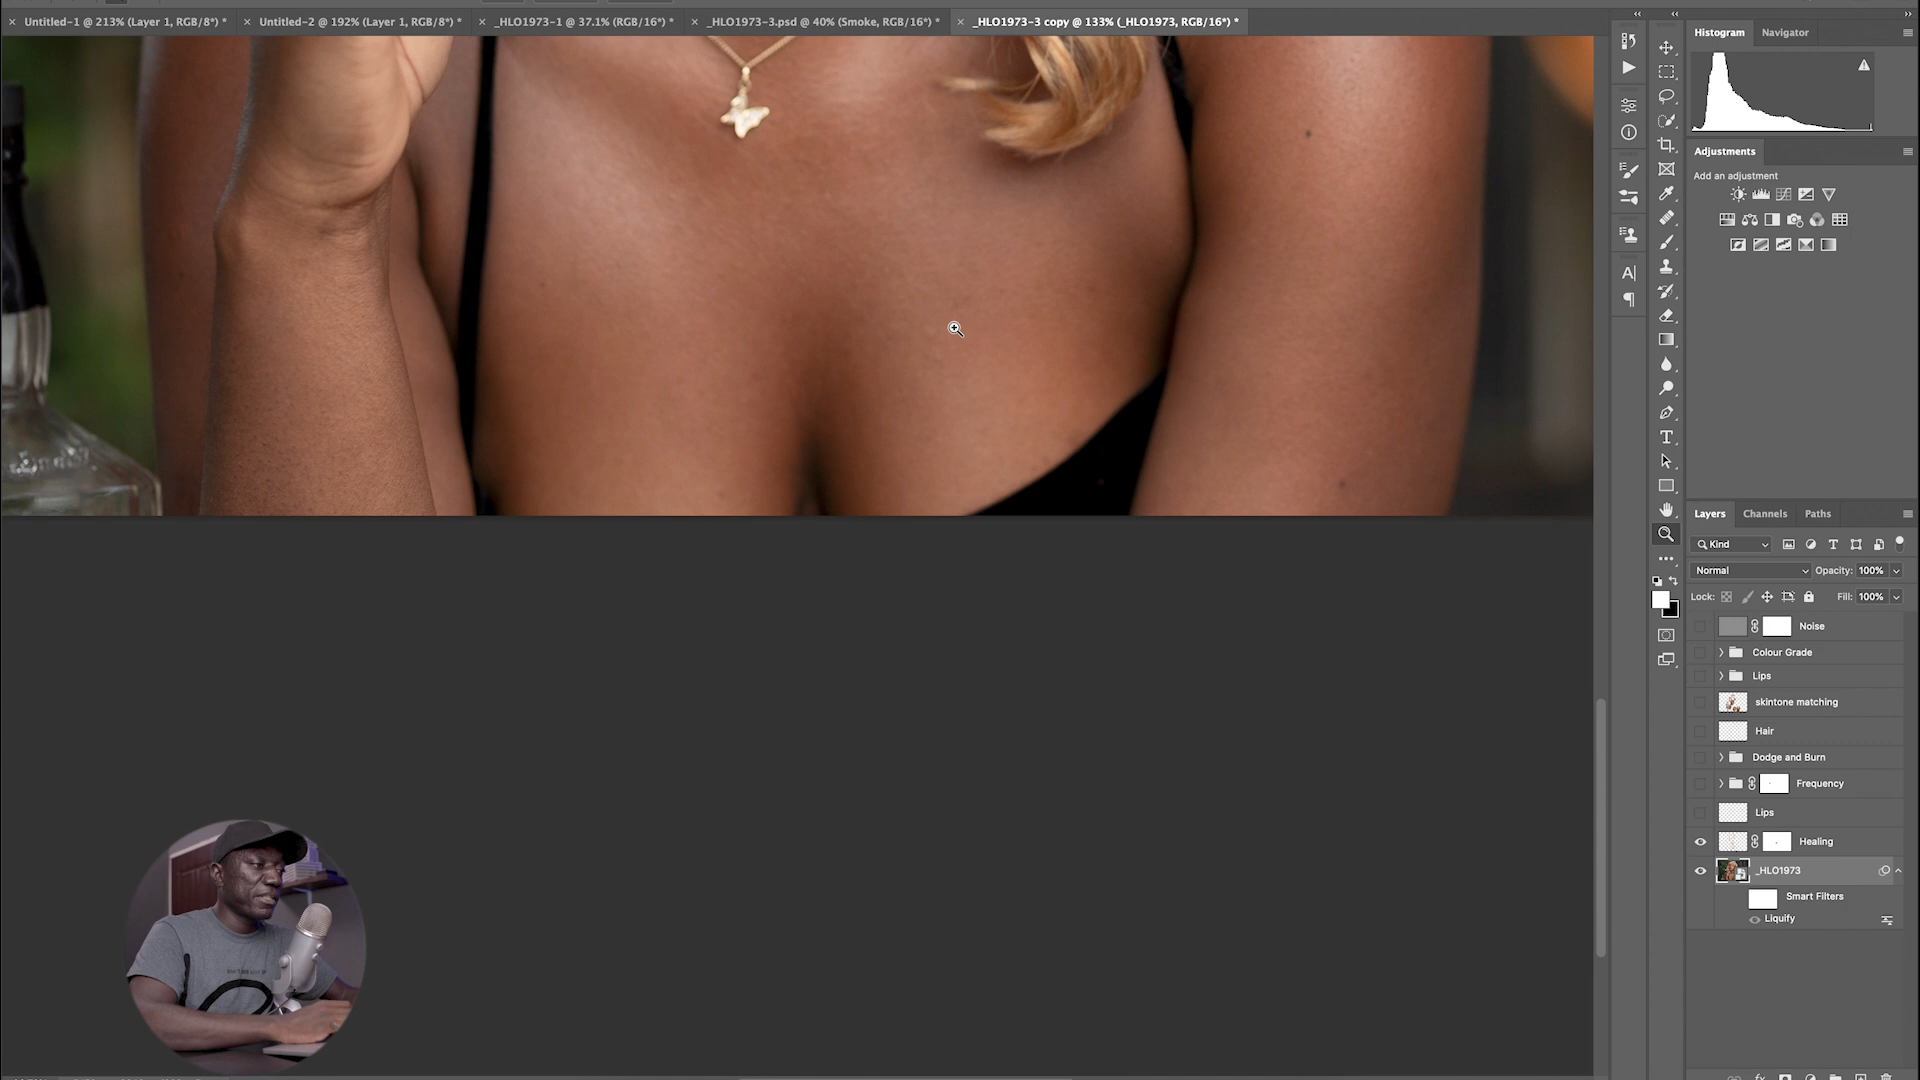 Untitled-1 @ 213% (Layer 1, RGB/8*) *
Untitled-2 @ 192% (Layer 1, RGB/8*) *
_HLO1973-1 @ 37.1% (RGB/16*) *
_HLO1973-3.psd @ 40% (Smoke, RGB/16*) *
_HLO1973-3 copy @ 133% (_HLO1973, RGB/16*) *
Histogram
Navigator
Adjustments
Add an adjustment
Layers
Channels
Paths
Kind
Normal
Opacity: 100%
Lock:
Fill: 100%
Noise
Colour Grade
Lips
skintone matching
Hair
Dodge and Burn
Frequency
Lips
Healing
_HLO1973
Smart Filters
Liquify